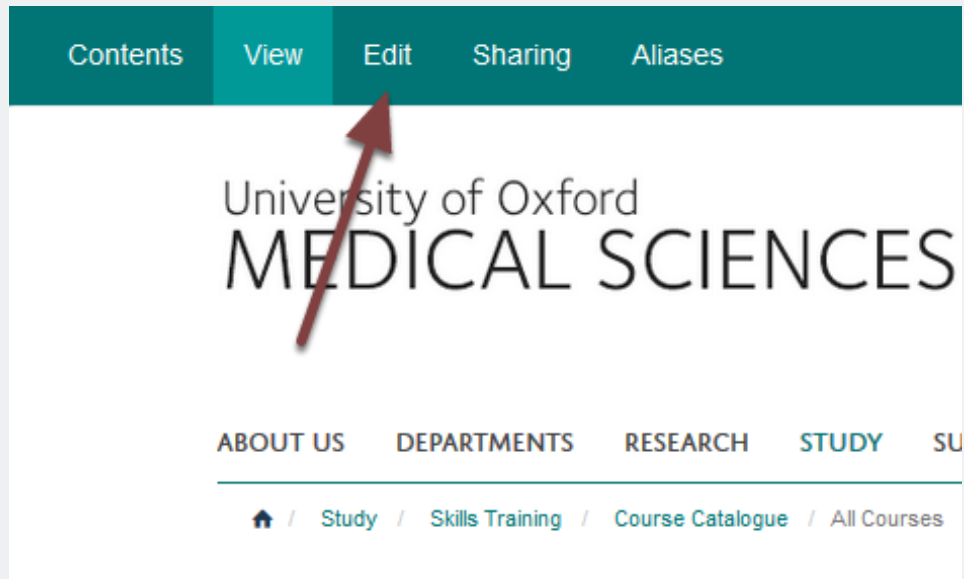 Contents View Edit Sharing Aliases
University of Oxford
MEDICAL SCIENCES
ABOUT US DEPARTMENTS RESEARCH STUDY SU
/ Study / Skills Training / Course Catalogue / All Courses